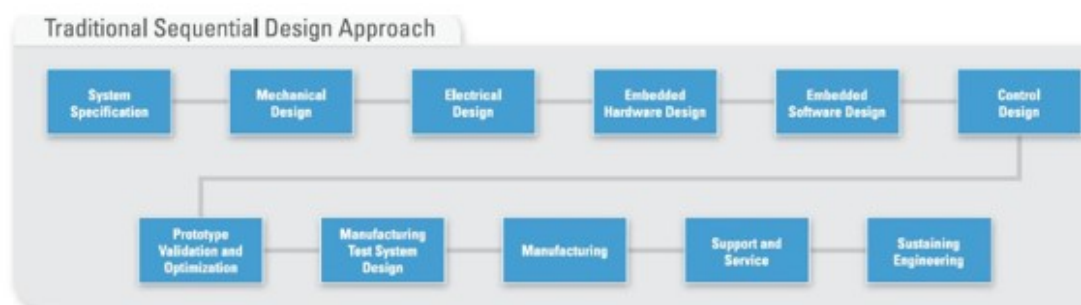 Traditional Sequential Design Approach
System
Specification
Mechanical
Design
Electrical
Design
Embedded
Hardware Design
Embedded
Software Design
Control
Design
Prototype
Validation and
Optimization
Manufacturing
Test System
Design
Manufacturing
Support and
Service
Sustaining
Engineering